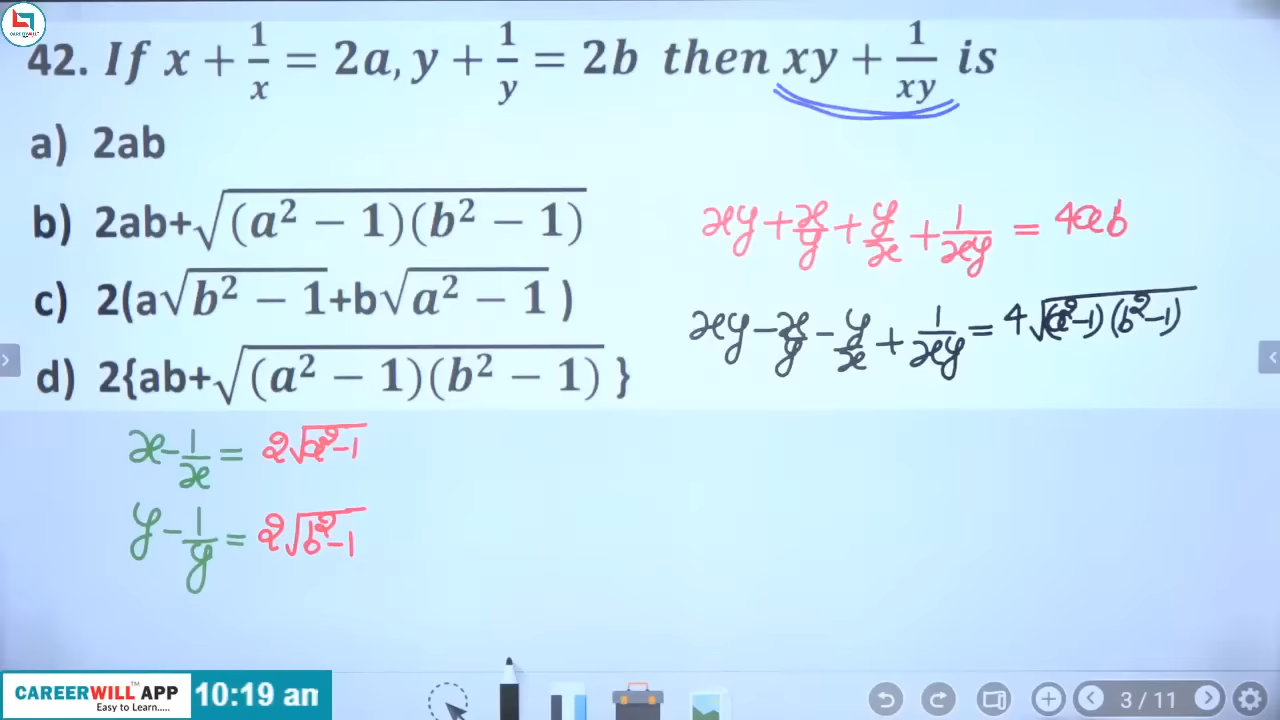 CAREERWILL
42. If x + 1/x = 2a, y + 1/y = 2b then xy + 1/xy is
a) 2ab
b) 2ab+√(a² − 1)(b² − 1)
c) 2(a√b² − 1+b√a² − 1 )
d) 2{ab+√(a² − 1)(b² − 1) }
xy + x/y + y/x + 1/xy = 4ab
xy − x/y − y/x + 1/xy = 4√(a²−1)(b²−1)
x − 1/x = 2√a²−1
y − 1/y = 2√b²−1
CAREERWILL™ APP
Easy to Learn.....
10:19 am
3 / 11